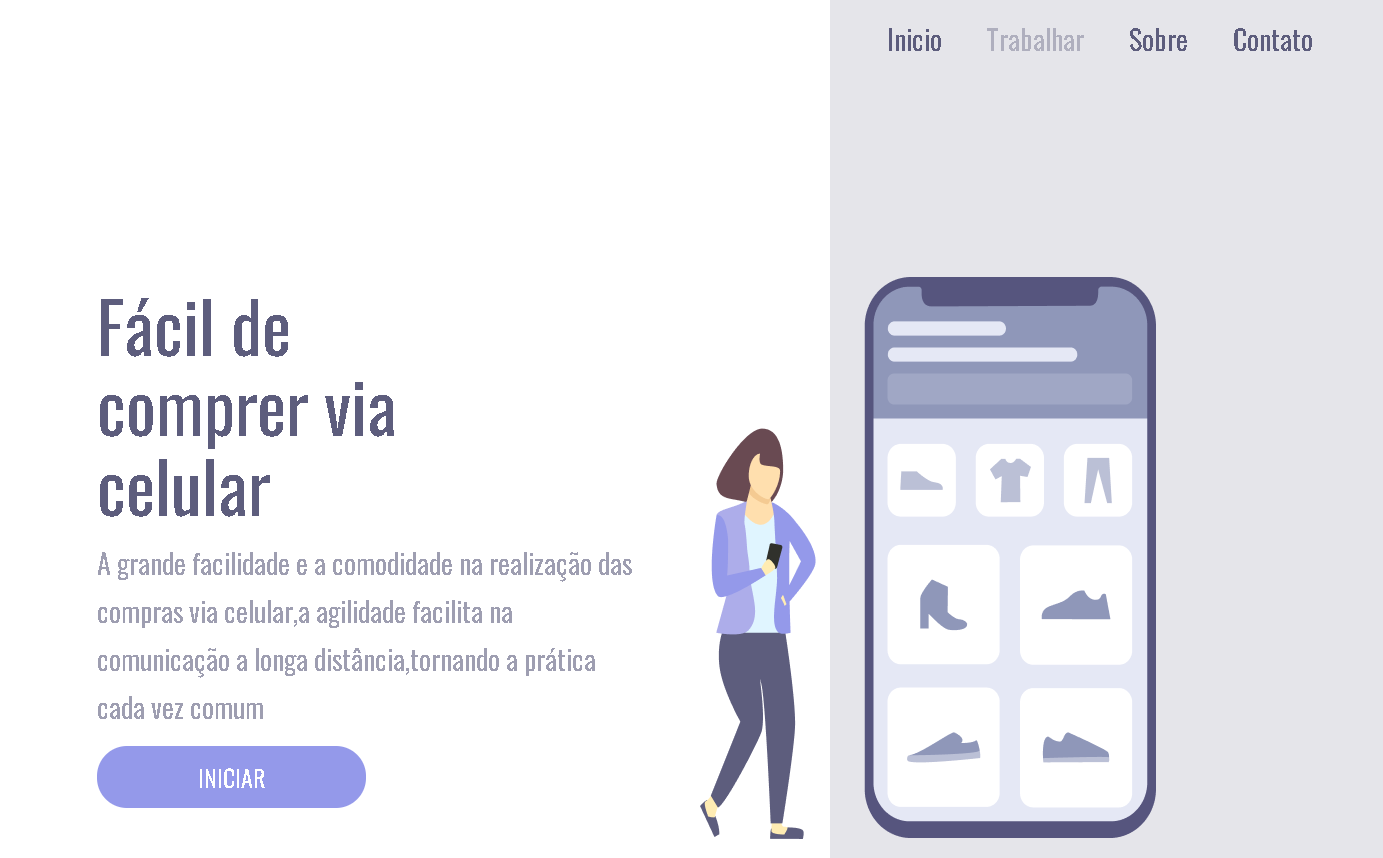 Inicio Trabalhar Sobre Contato
Fácil de
comprer via
celular
A grande facilidade e a comodidade na realização das
compras via celular,a agilidade facilita na
comunicação a longa distância,tornando a prática
cada vez comum
INICIAR